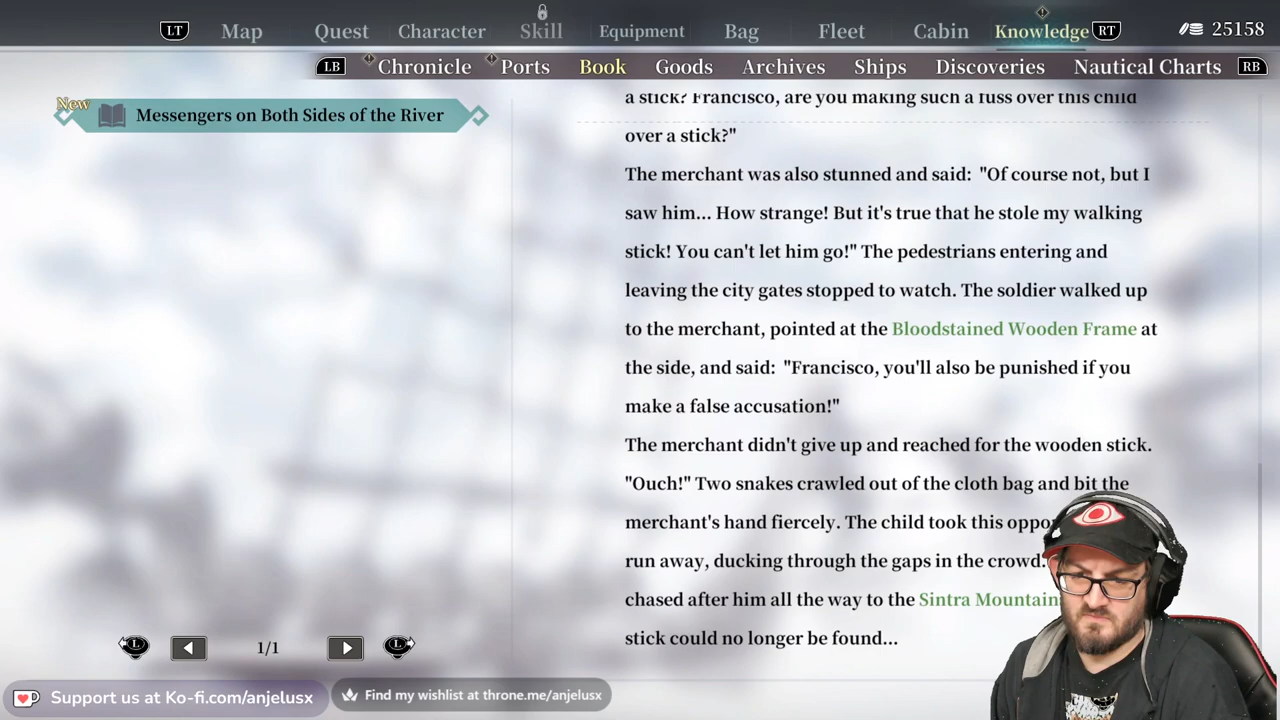 LT Map Quest Character Skill Equipment Bag Fleet Cabin Knowledge RT 25158
LB Chronicle Ports Book Goods Archives Ships Discoveries Nautical Charts RB
New
Messengers on Both Sides of the River
a stick? Francisco, are you making such a fuss over this child
over a stick?"
The merchant was also stunned and said: "Of course not, but I
saw him... How strange! But it's true that he stole my walking
stick! You can't let him go!" The pedestrians entering and
leaving the city gates stopped to watch. The soldier walked up
to the merchant, pointed at the Bloodstained Wooden Frame at
the side, and said: "Francisco, you'll also be punished if you
make a false accusation!"
The merchant didn't give up and reached for the wooden stick.
"Ouch!" Two snakes crawled out of the cloth bag and bit the
merchant's hand fiercely. The child took this
run away, ducking through the gaps in the crowd.
chased after him all the way to the Sintra
stick could no longer be found...
L 1/1 L
Support us at Ko-fi.com/anjelusx
Find my wishlist at throne.me/anjelusx